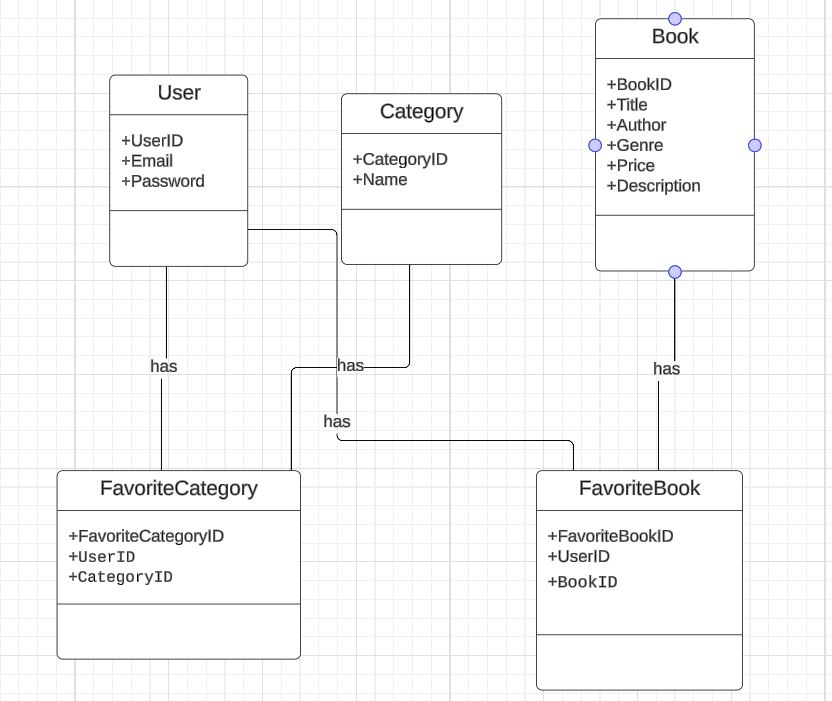 User
+UserID
+Email
+Password
Category
+CategoryID
+Name
Book
+BookID
+Title
+Author
+Genre
+Price
+Description
has
has
has
has
FavoriteCategory
+FavoriteCategoryID
+UserID
+CategoryID
FavoriteBook
+FavoriteBookID
+UserID
+BookID